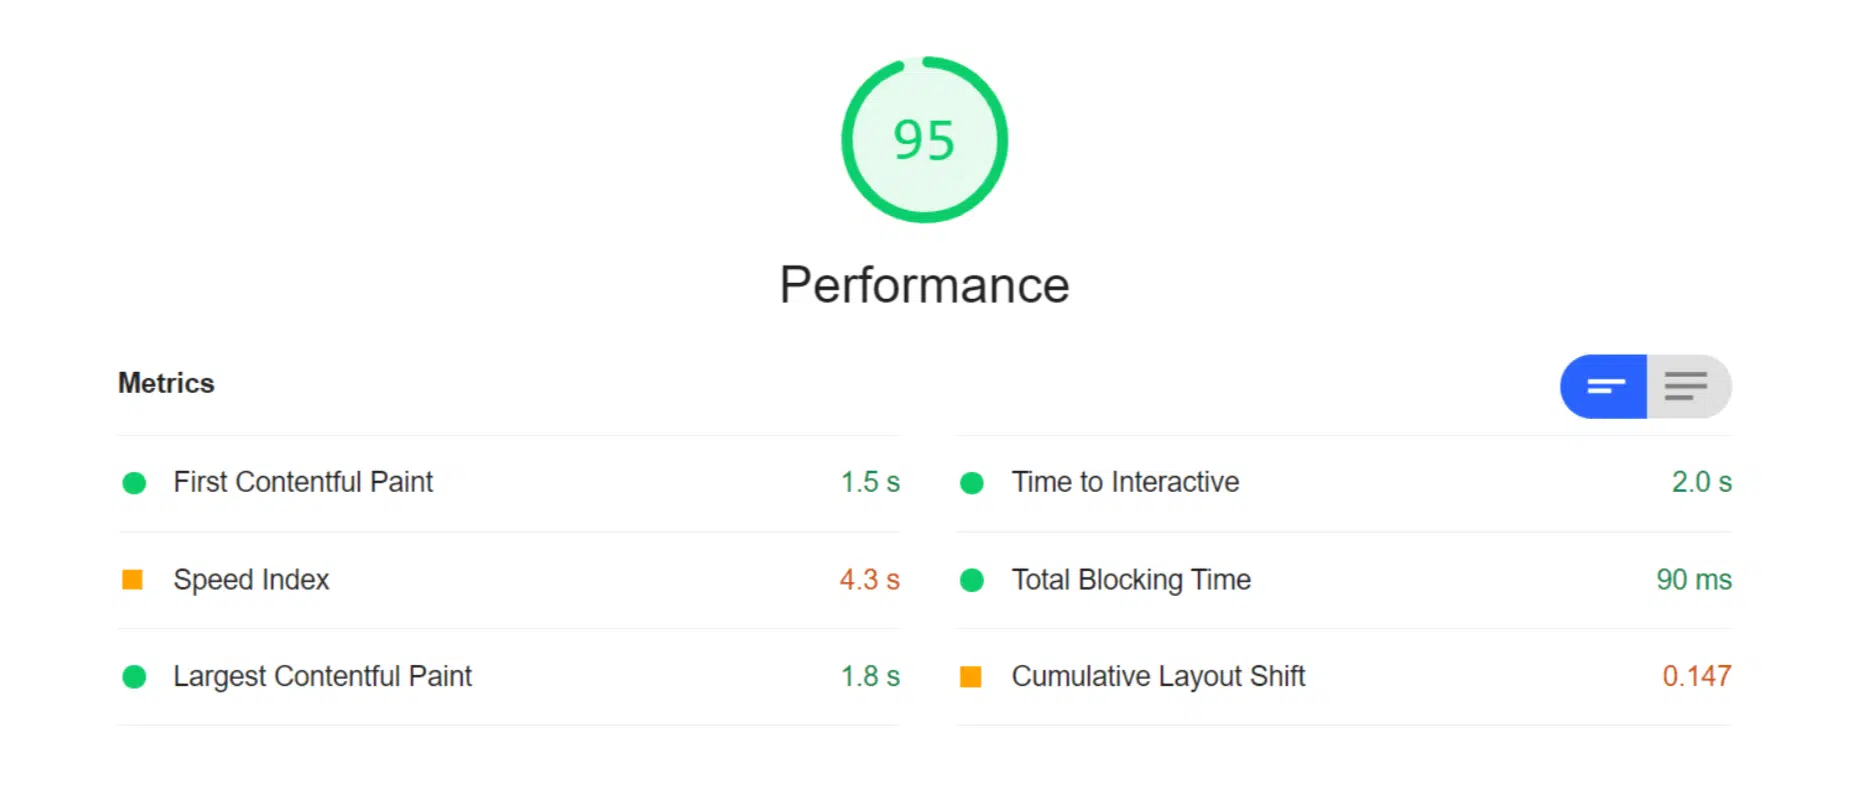 95
Performance
Metrics
First Contentful Paint 1.5 s
Time to Interactive 2.0 s
Speed Index 4.3 s
Total Blocking Time 90 ms
Largest Contentful Paint 1.8 s
Cumulative Layout Shift 0.147